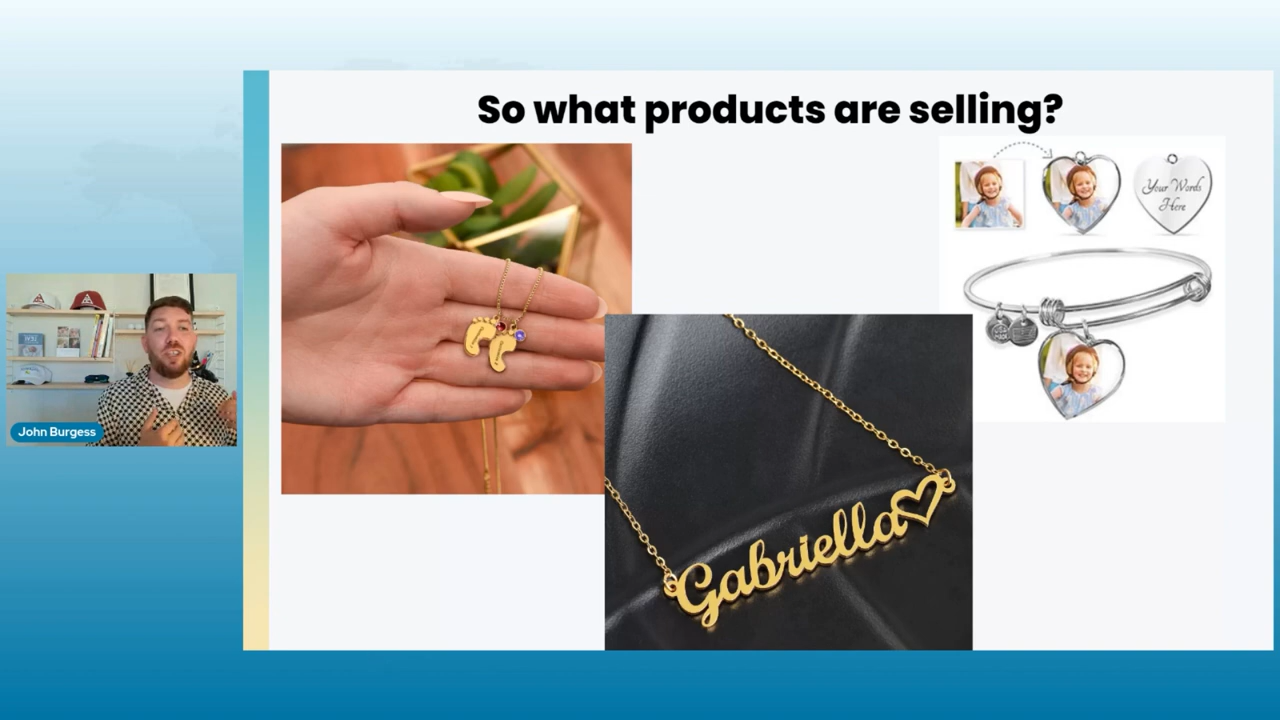 So what products are selling?
Your Words
Here
Gabriella
John Burgess